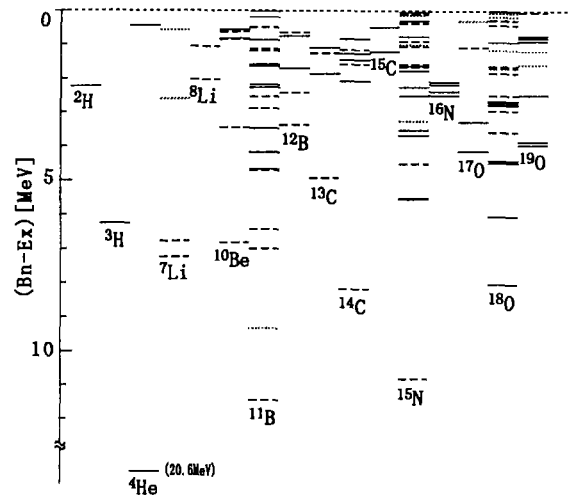 0
5
10
(Bn-Ex) [MeV]
²H
³H
⁴He (20.6MeV)
⁷Li
⁸Li
¹⁰Be
¹¹B
¹²B
¹³C
¹⁴C
¹⁵C
¹⁵N
¹⁶N
¹⁷O
¹⁸O
¹⁹O